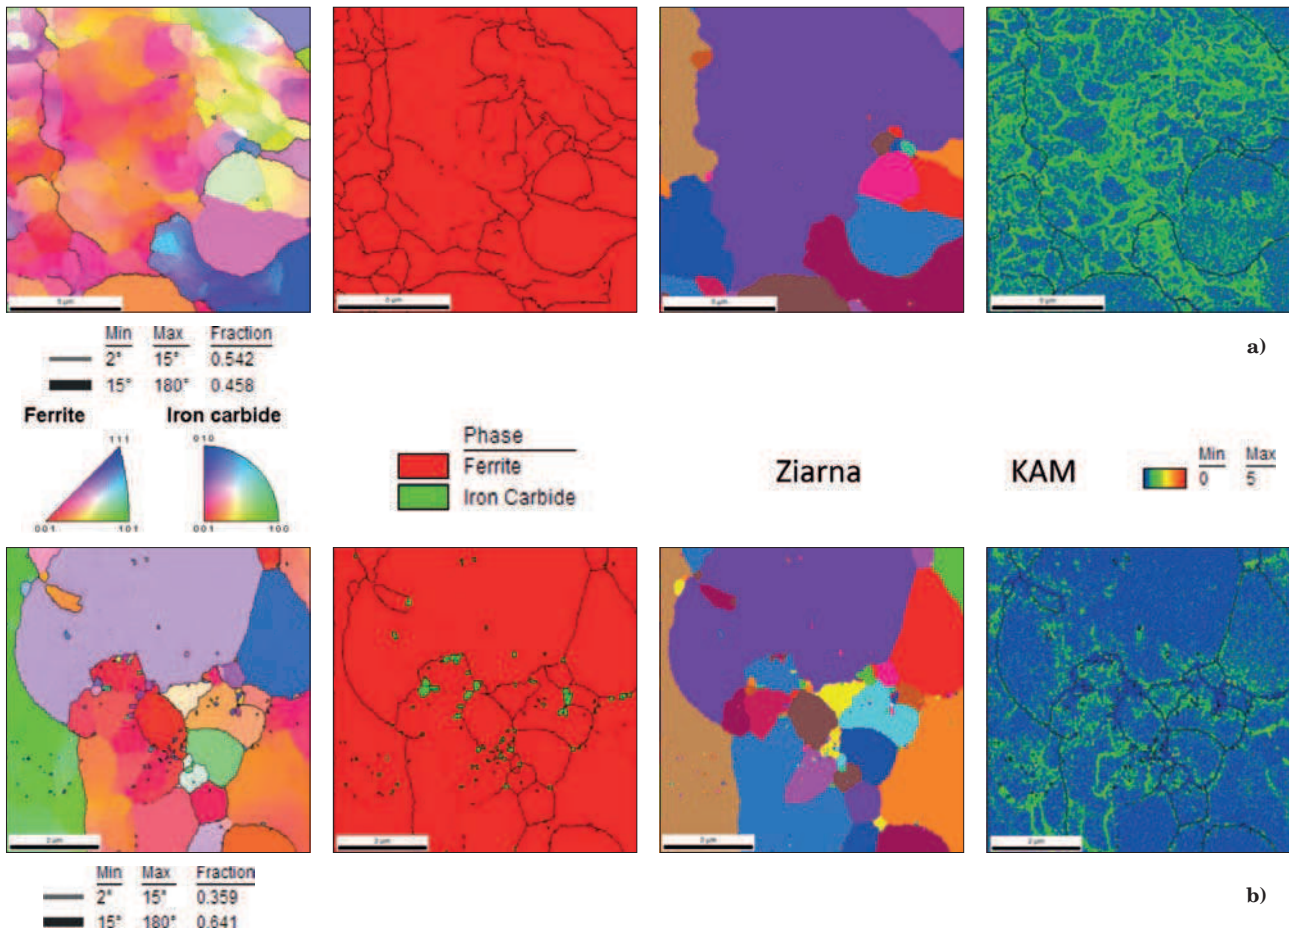 a)
Min Max Fraction
2° 15° 0.542
15° 180° 0.458
Ferrite Iron carbide
111
001 101
010
001 100
Phase
Ferrite
Iron Carbide
Ziarna
KAM
Min Max
0 5
b)
Min Max Fraction
2° 15° 0.359
15° 180° 0.641